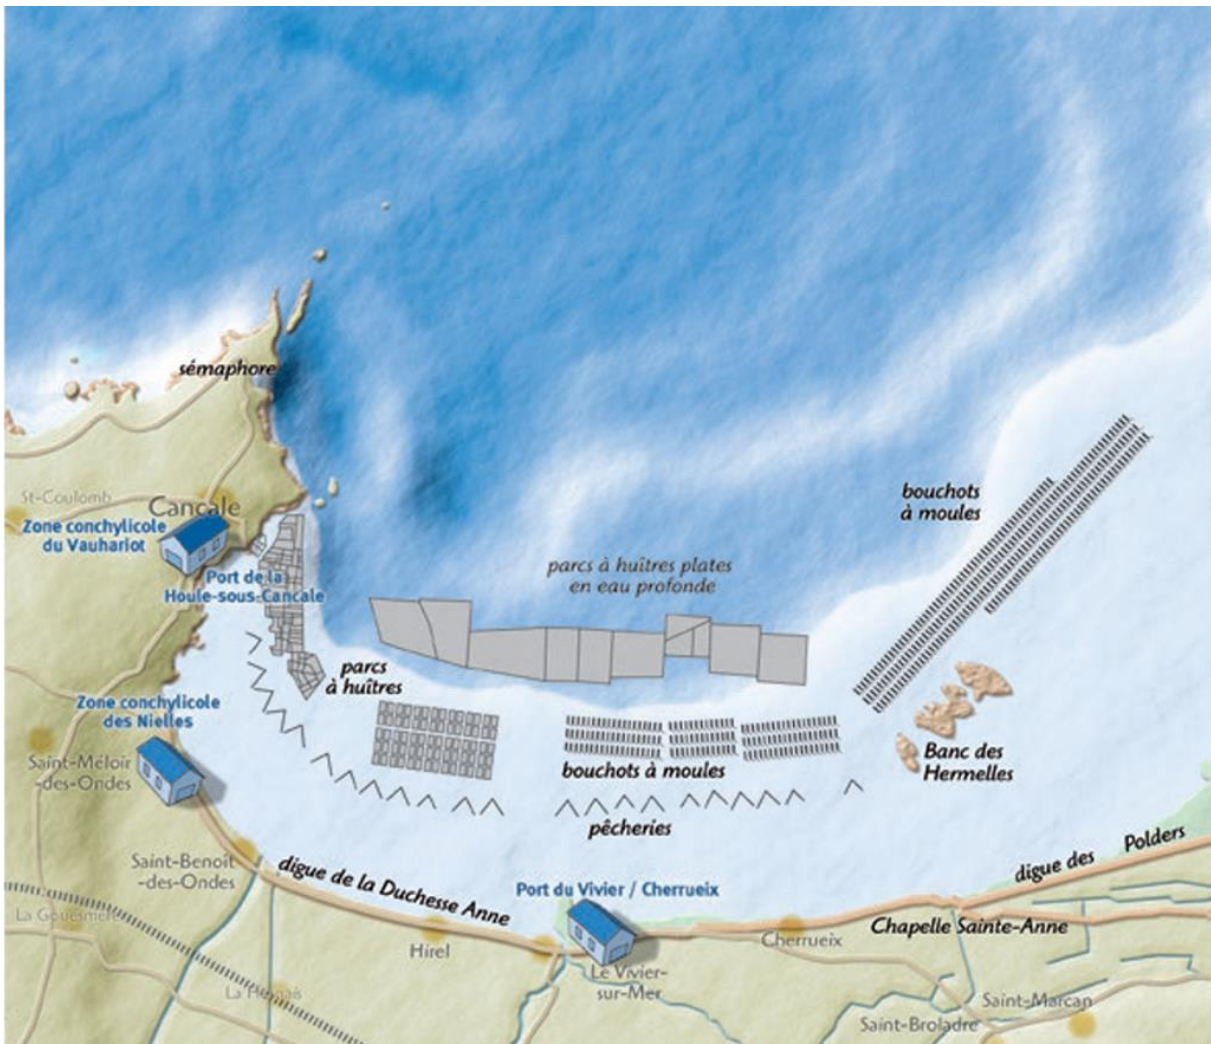 sémaphore
St-Coulomb
Cancale
Zone conchylicole
du Vauhariot
Port de la
Houle-sous-Cancale
bouchots
à moules
parcs à huîtres plates
en eau profonde
parcs
à huîtres
Zone conchylicole
des Nielles
Saint-Méloir
-des-Ondes
bouchots à moules
Banc des
Hermelles
pêcheries
digue des Polders
Saint-Benoît
-des-Ondes
digue de la Duchesse Anne
Port du Vivier / Cherrueix
La Gouesnière
Hirel
Cherrueix
Chapelle Sainte-Anne
Le Vivier-
sur-Mer
Saint-Marcan
Saint-Broladre